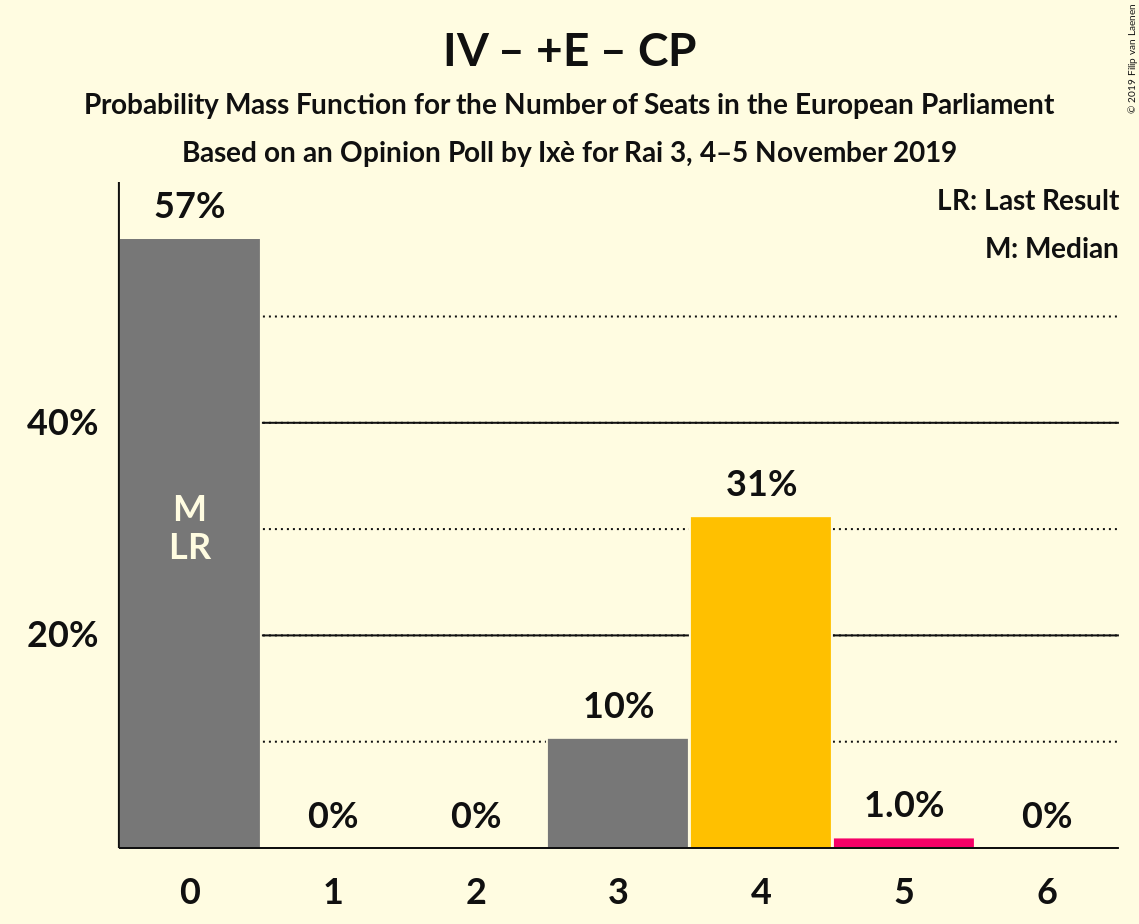 IV – +E – CP
Probability Mass Function for the Number of Seats in the European Parliament
Based on an Opinion Poll by Ixè for Rai 3, 4–5 November 2019
© 2019 Filip van Laenen
LR: Last Result
M: Median
57%
40%
31%
M
LR
20%
10%
1.0%
0%
0%
0%
0
1
2
3
4
5
6